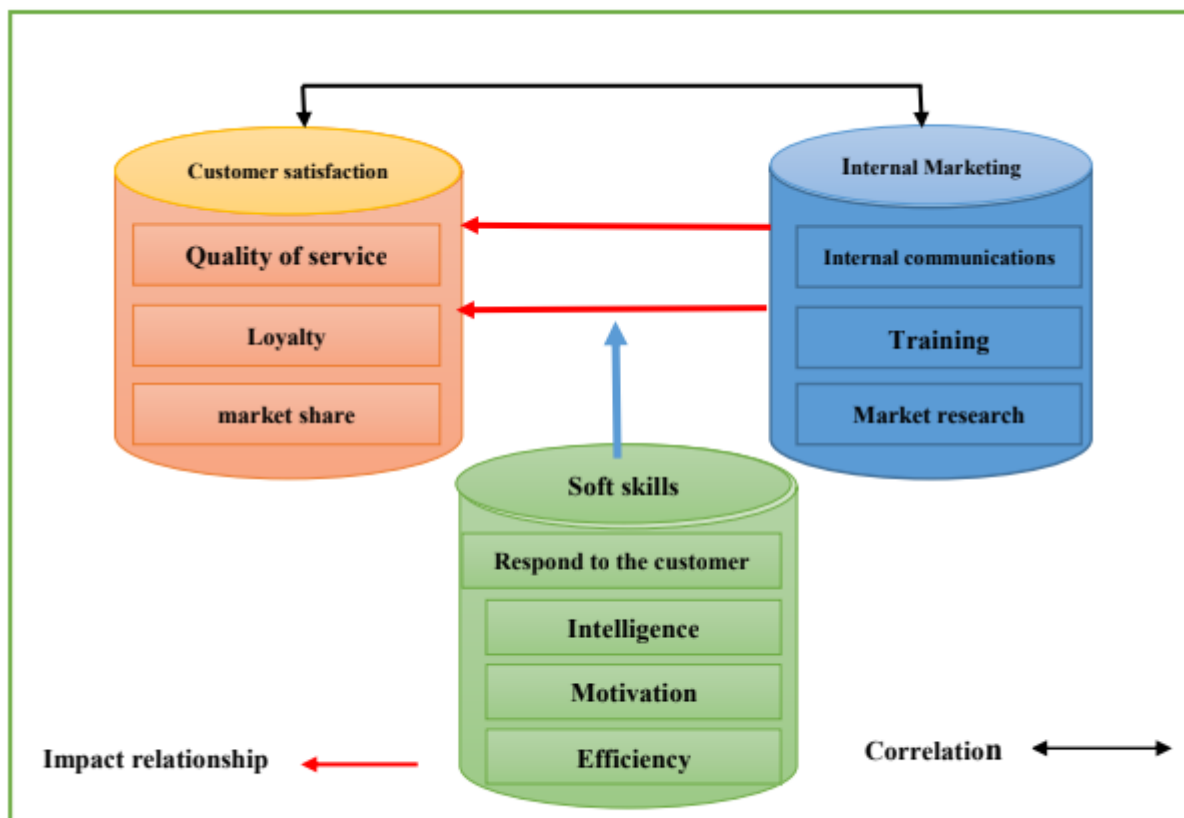 Customer satisfaction
Internal Marketing
Quality of service
Internal communications
Loyalty
Training
market share
Market research
Soft skills
Respond to the customer
Intelligence
Motivation
Efficiency
Impact relationship
Correlation